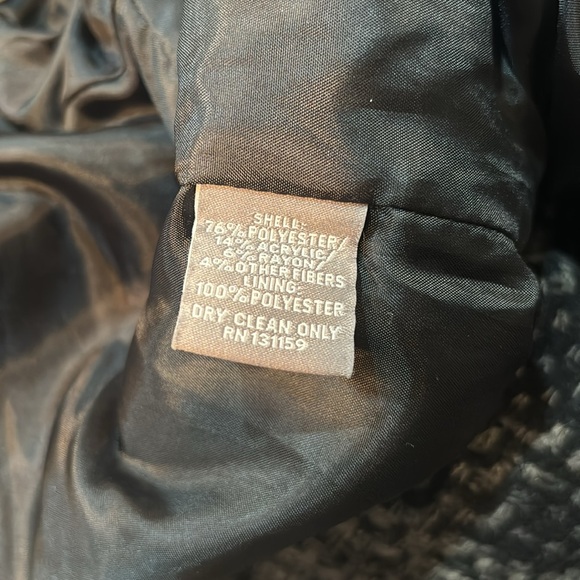 SHELL:
76% POLYESTER/
14% ACRYLIC/
6% RAYON/
4% OTHER FIBERS
LINING:
100% POLYESTER
DRY CLEAN ONLY
RN 131159